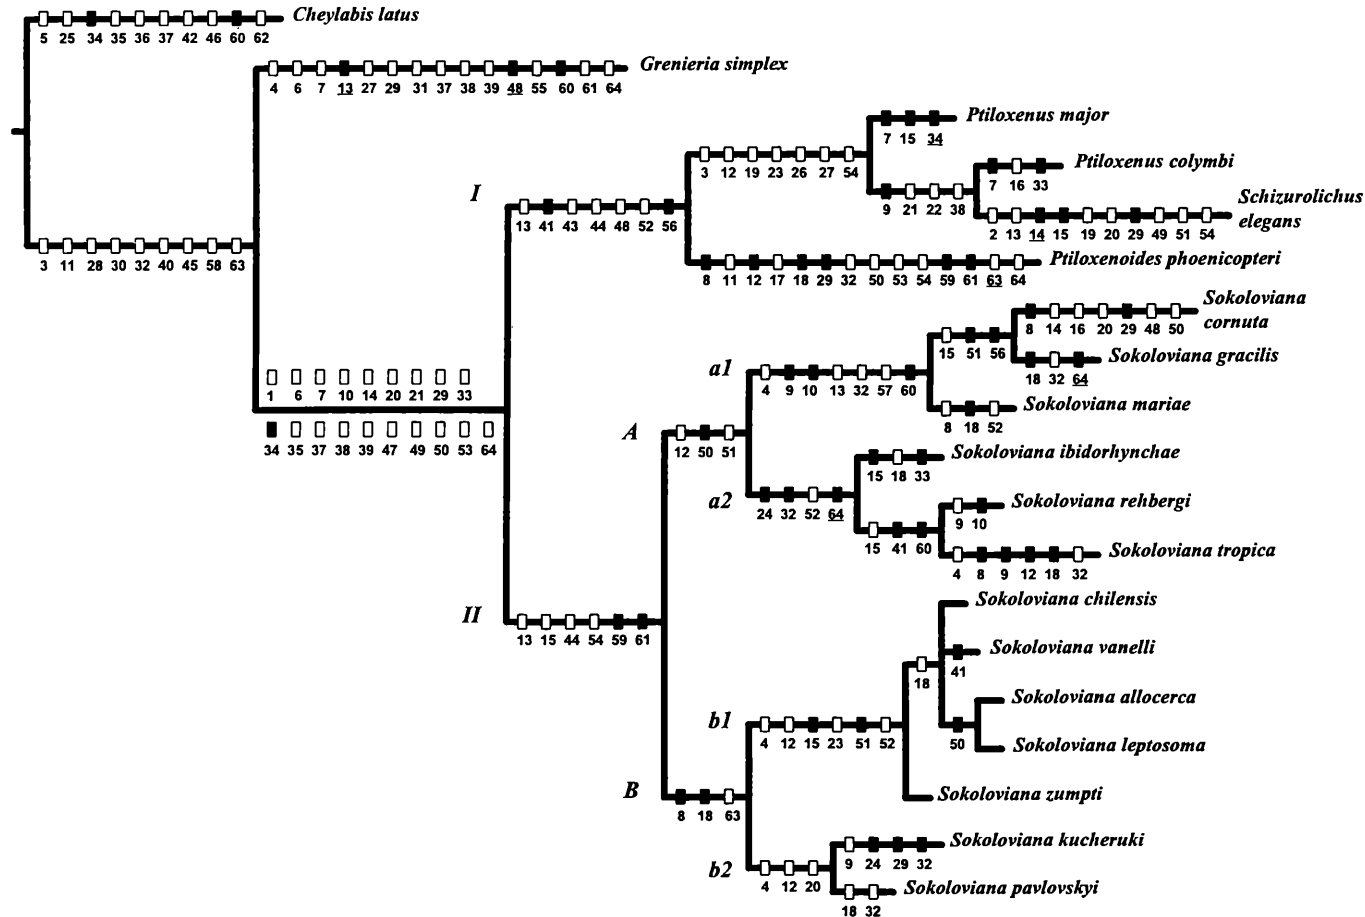 Cheylabis latus
5 25 34 35 36 37 42 46 60 62
Grenieria simplex
4 6 7 13 27 29 31 37 38 39 48 55 60 61 64
Ptiloxenus major
7 15 34
3 12 19 23 26 27 54
Ptiloxenus colymbi
7 16 33
I
9 21 22 38
Schizurolichus
elegans
2 13 14 15 19 20 29 49 51 54
13 41 43 44 48 52 56
3 11 28 30 32 40 45 58 63
Ptiloxenoides phoenicopteri
8 11 12 17 18 29 32 50 53 54 59 61 63 64
Sokoloviana
cornuta
8 14 16 20 29 48 50
15 51 56
Sokoloviana gracilis
18 32 64
a1
4 9 10 13 32 57 60
1 6 7 10 14 20 21 29 33
Sokoloviana mariae
8 18 52
34 35 37 38 39 47 49 50 53 64
A
12 50 51
Sokoloviana ibidorhynchae
15 18 33
a2
24 32 52 64
Sokoloviana rehbergi
9 10
15 41 60
Sokoloviana tropica
4 8 9 12 18 32
Sokoloviana chilensis
II
13 15 44 54 59 61
Sokoloviana vanelli
41
18
Sokoloviana allocerca
b1
4 12 15 23 51 52
50
Sokoloviana leptosoma
B
8 18 63
Sokoloviana zumpti
Sokoloviana kucheruki
9 24 29 32
b2
4 12 20
Sokoloviana pavlovskyi
18 32